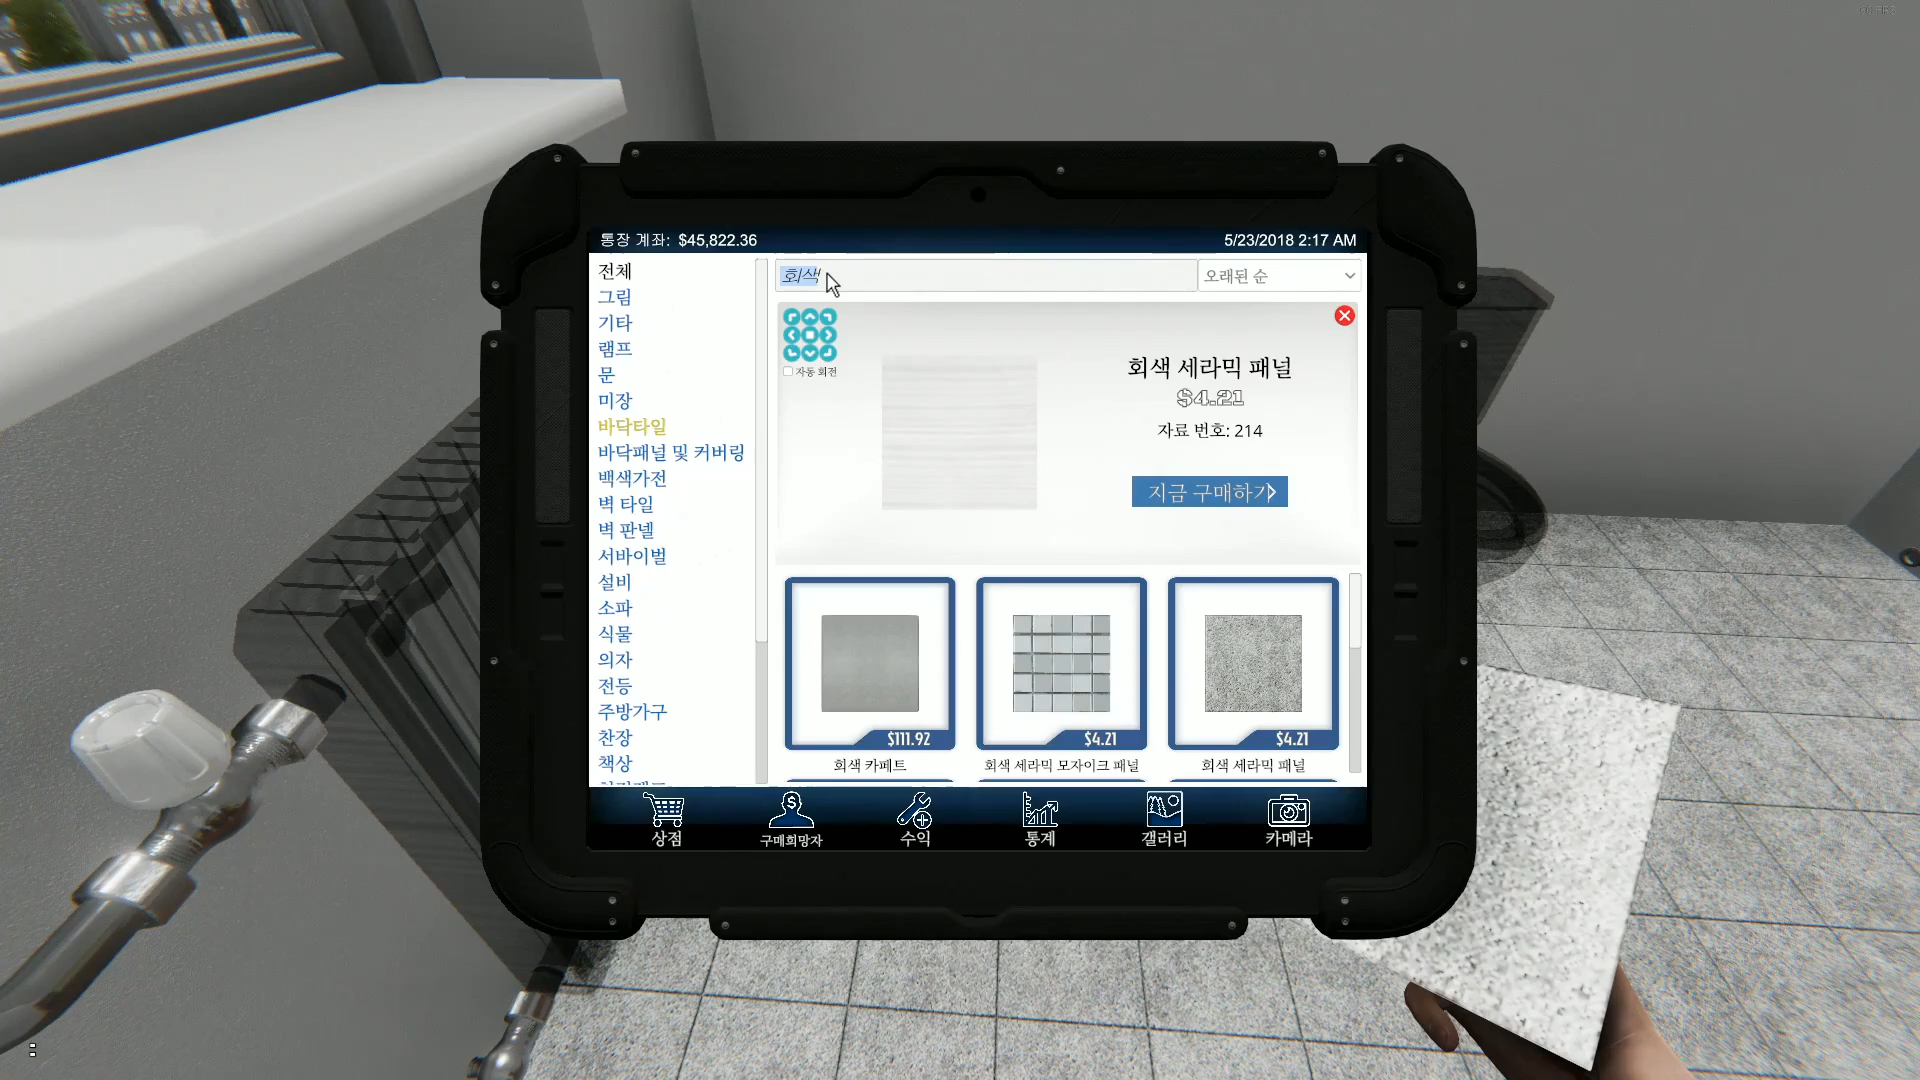 통장 계좌: $45,822.36
5/23/2018 2:17 AM
전체
그림
기타
램프
문
미장
바닥타일
바닥패널 및 커버링
백색가전
벽 타일
벽 판넬
서바이벌
설비
소파
식물
의자
전등
주방가구
찬장
책상
회색
오래된 순
자동 회전
회색 세라믹 패널
$4.21
자료 번호: 214
지금 구매하기
$111.92
$4.21
$4.21
회색 카페트
회색 세라믹 모자이크 패널
회색 세라믹 패널
상점
구매희망자
수익
통계
갤러리
카메라